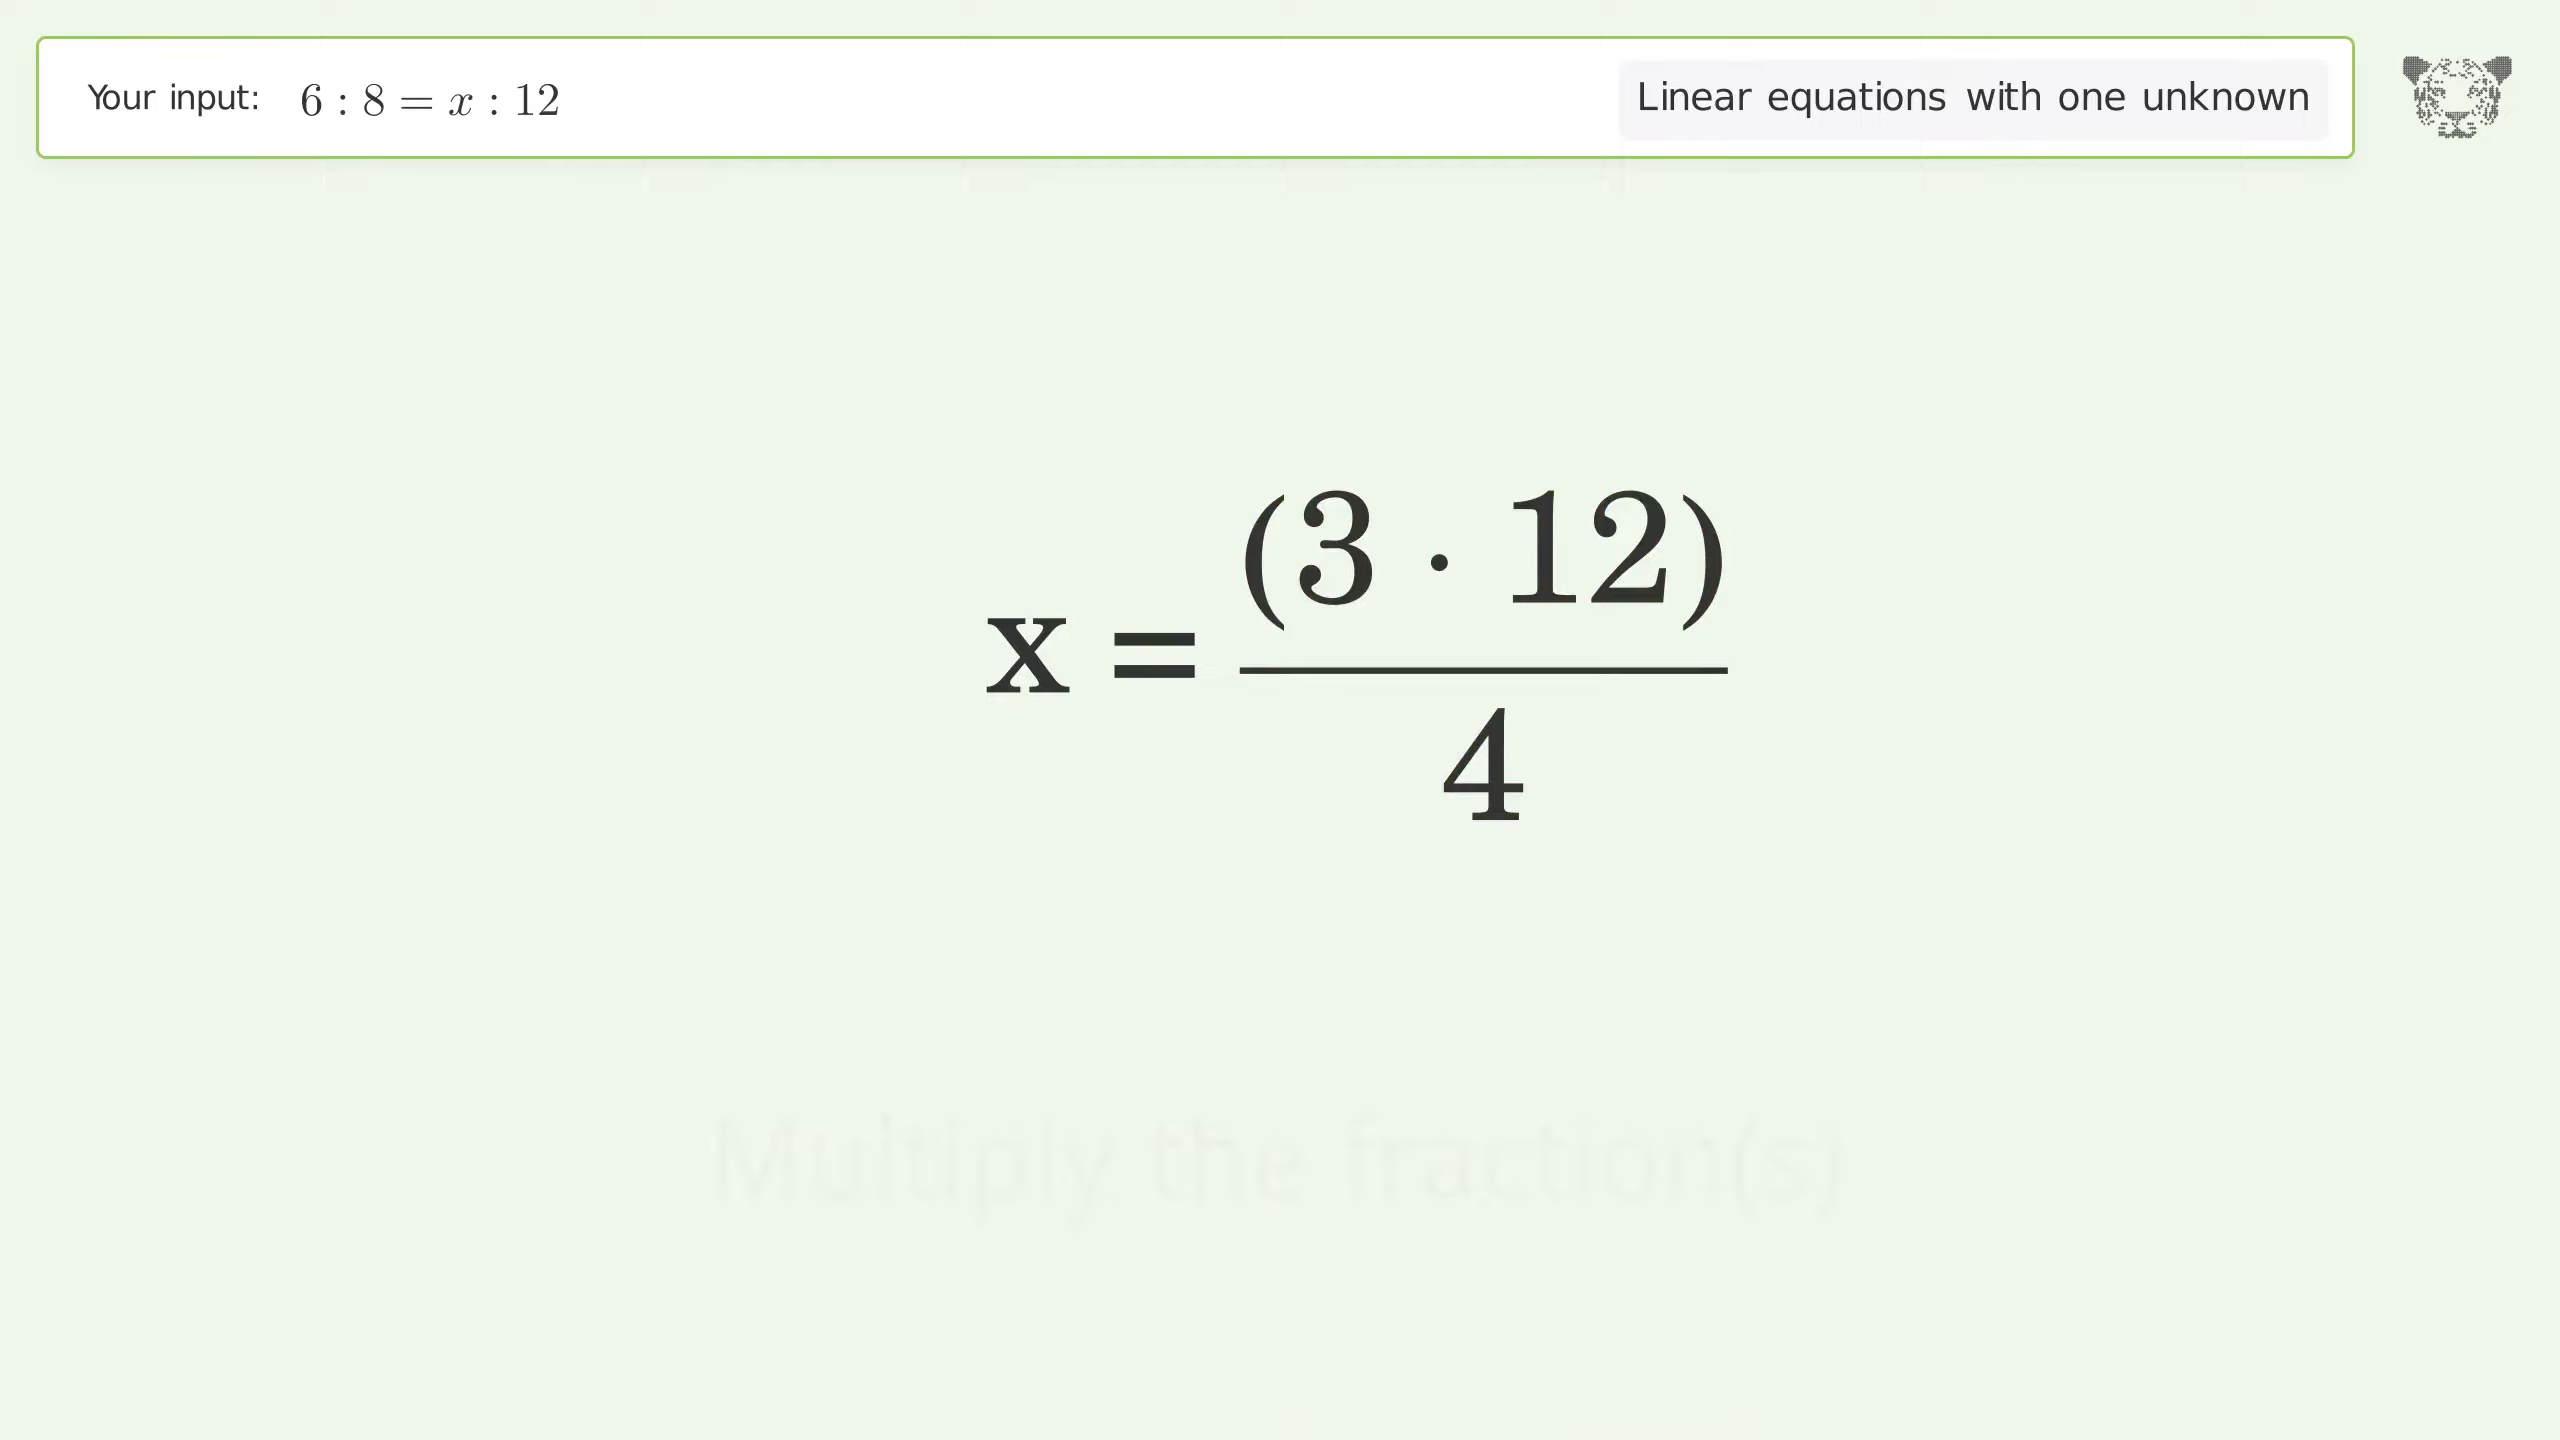 Your input: 6 : 8 = x : 12
Linear equations with one unknown
x = (3 · 12) / 4
Multiply the fraction(s)